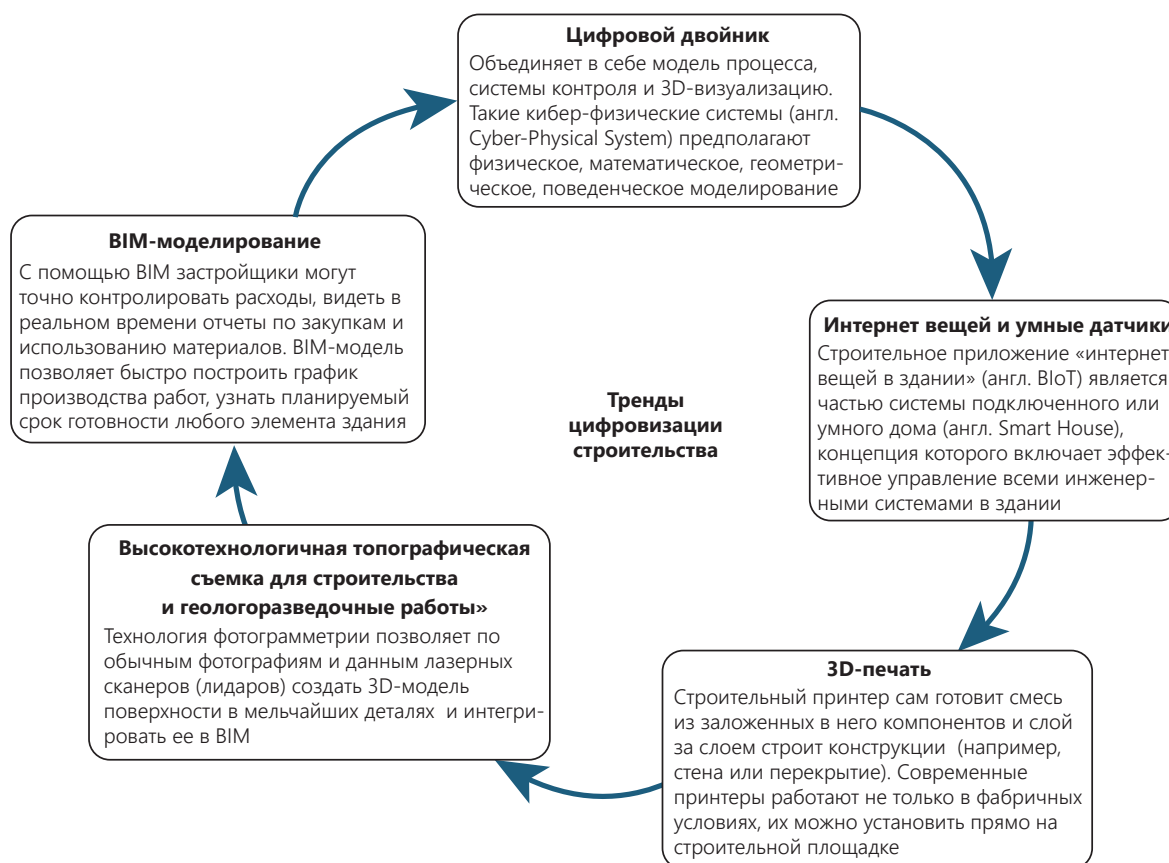 Цифровой двойник
Объединяет в себе модель процесса,
системы контроля и 3D-визуализацию.
Такие кибер-физические системы (англ.
Cyber-Physical System) предполагают
физическое, математическое, геометри-
ческое, поведенческое моделирование
BIM-моделирование
С помощью BIM застройщики могут
точно контролировать расходы, видеть в
реальном времени отчеты по закупкам и
использованию материалов. BIM-модель
позволяет быстро построить график
производства работ, узнать планируемый
срок готовности любого элемента здания
Интернет вещей и умные датчики
Строительное приложение «интернет
вещей в здании» (англ. BIoT) является
частью системы подключенного или
умного дома (англ. Smart House),
концепция которого включает эффек-
тивное управление всеми инженер-
ными системами в здании
Тренды
цифровизации
строительства
Высокотехнологичная топографическая
съемка для строительства
и геологоразведочные работы»
Технология фотограмметрии позволяет по
обычным фотографиям и данным лазерных
сканеров (лидаров) создать 3D-модель
поверхности в мельчайших деталях и интегри-
ровать ее в BIM
3D-печать
Строительный принтер сам готовит смесь
из заложенных в него компонентов и слой
за слоем строит конструкции (например,
стена или перекрытие). Современные
принтеры работают не только в фабричных
условиях, их можно установить прямо на
строительной площадке